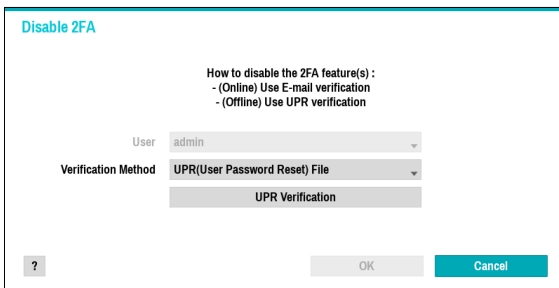 Disable 2FA
How to disable the 2FA feature(s) :
- (Online) Use E-mail verification
- (Offline) Use UPR verification
User admin
Verification Method UPR(User Password Reset) File
UPR Verification
? OK Cancel